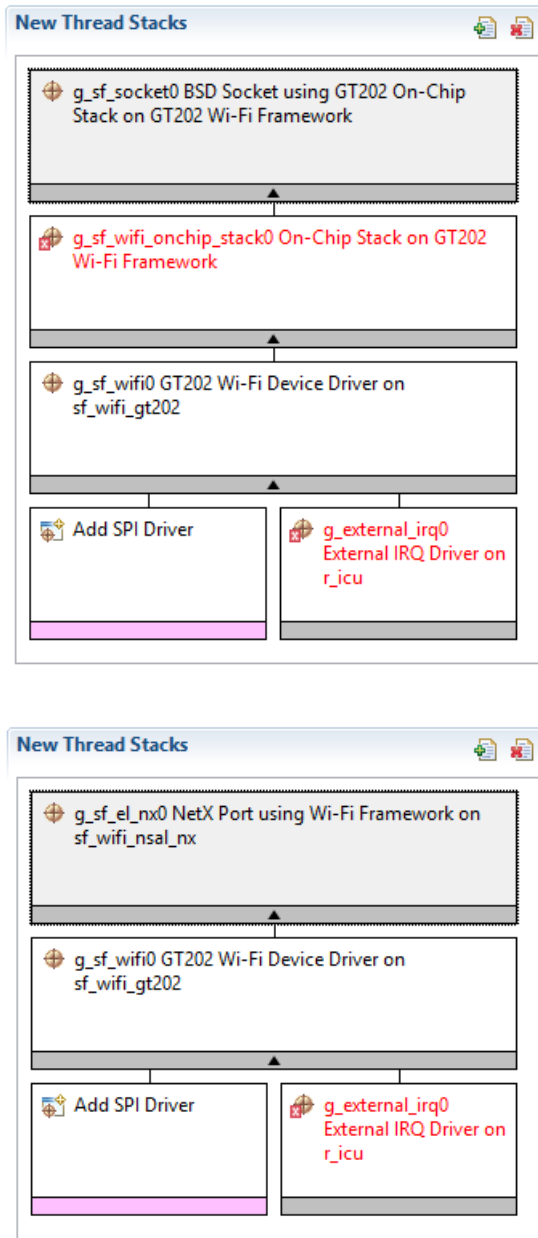 New Thread Stacks
g_sf_socket0 BSD Socket using GT202 On-Chip
Stack on GT202 Wi-Fi Framework
g_sf_wifi_onchip_stack0 On-Chip Stack on GT202
Wi-Fi Framework
g_sf_wifi0 GT202 Wi-Fi Device Driver on
sf_wifi_gt202
Add SPI Driver
g_external_irq0
External IRQ Driver on
r_icu
New Thread Stacks
g_sf_el_nx0 NetX Port using Wi-Fi Framework on
sf_wifi_nsal_nx
g_sf_wifi0 GT202 Wi-Fi Device Driver on
sf_wifi_gt202
Add SPI Driver
g_external_irq0
External IRQ Driver on
r_icu